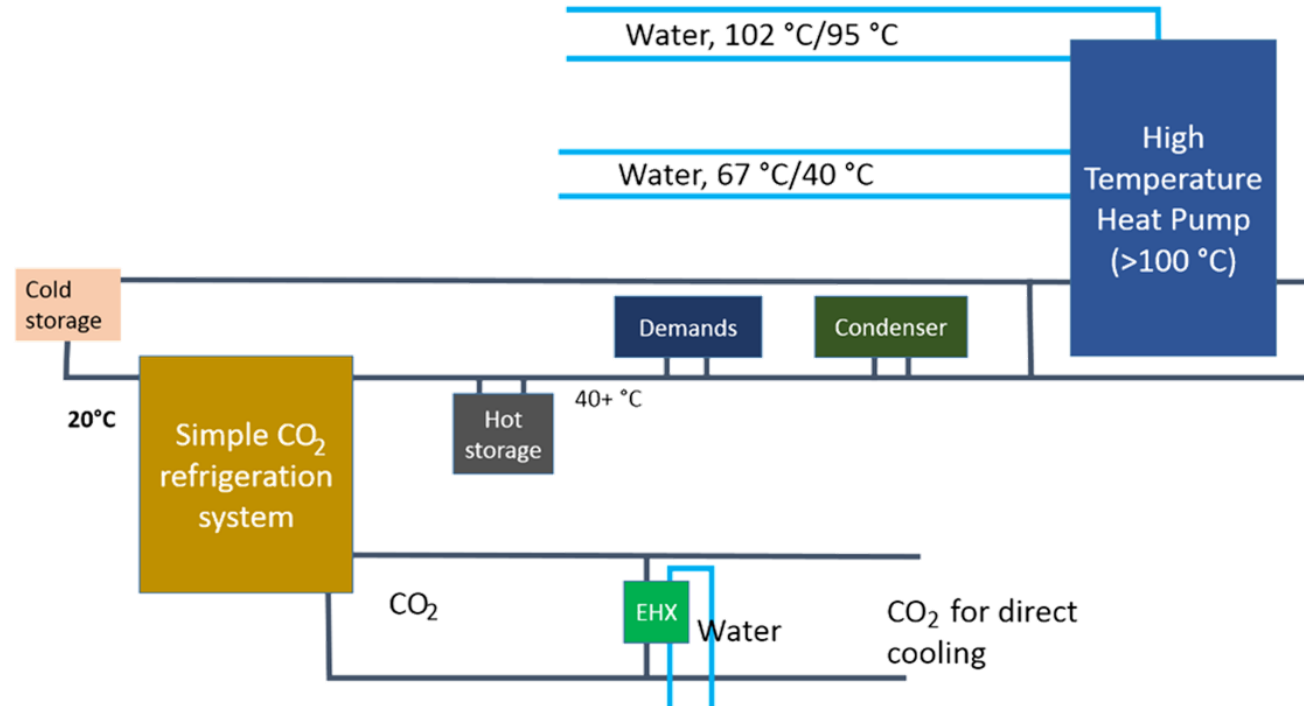 Water, 102 °C/95 °C
High
Temperature
Heat Pump
(>100 °C)
Water, 67 °C/40 °C
Cold
storage
Demands
Condenser
20°C
40+ °C
Simple CO₂
refrigeration
system
Hot
storage
CO₂
EHX
Water
CO₂ for direct
cooling